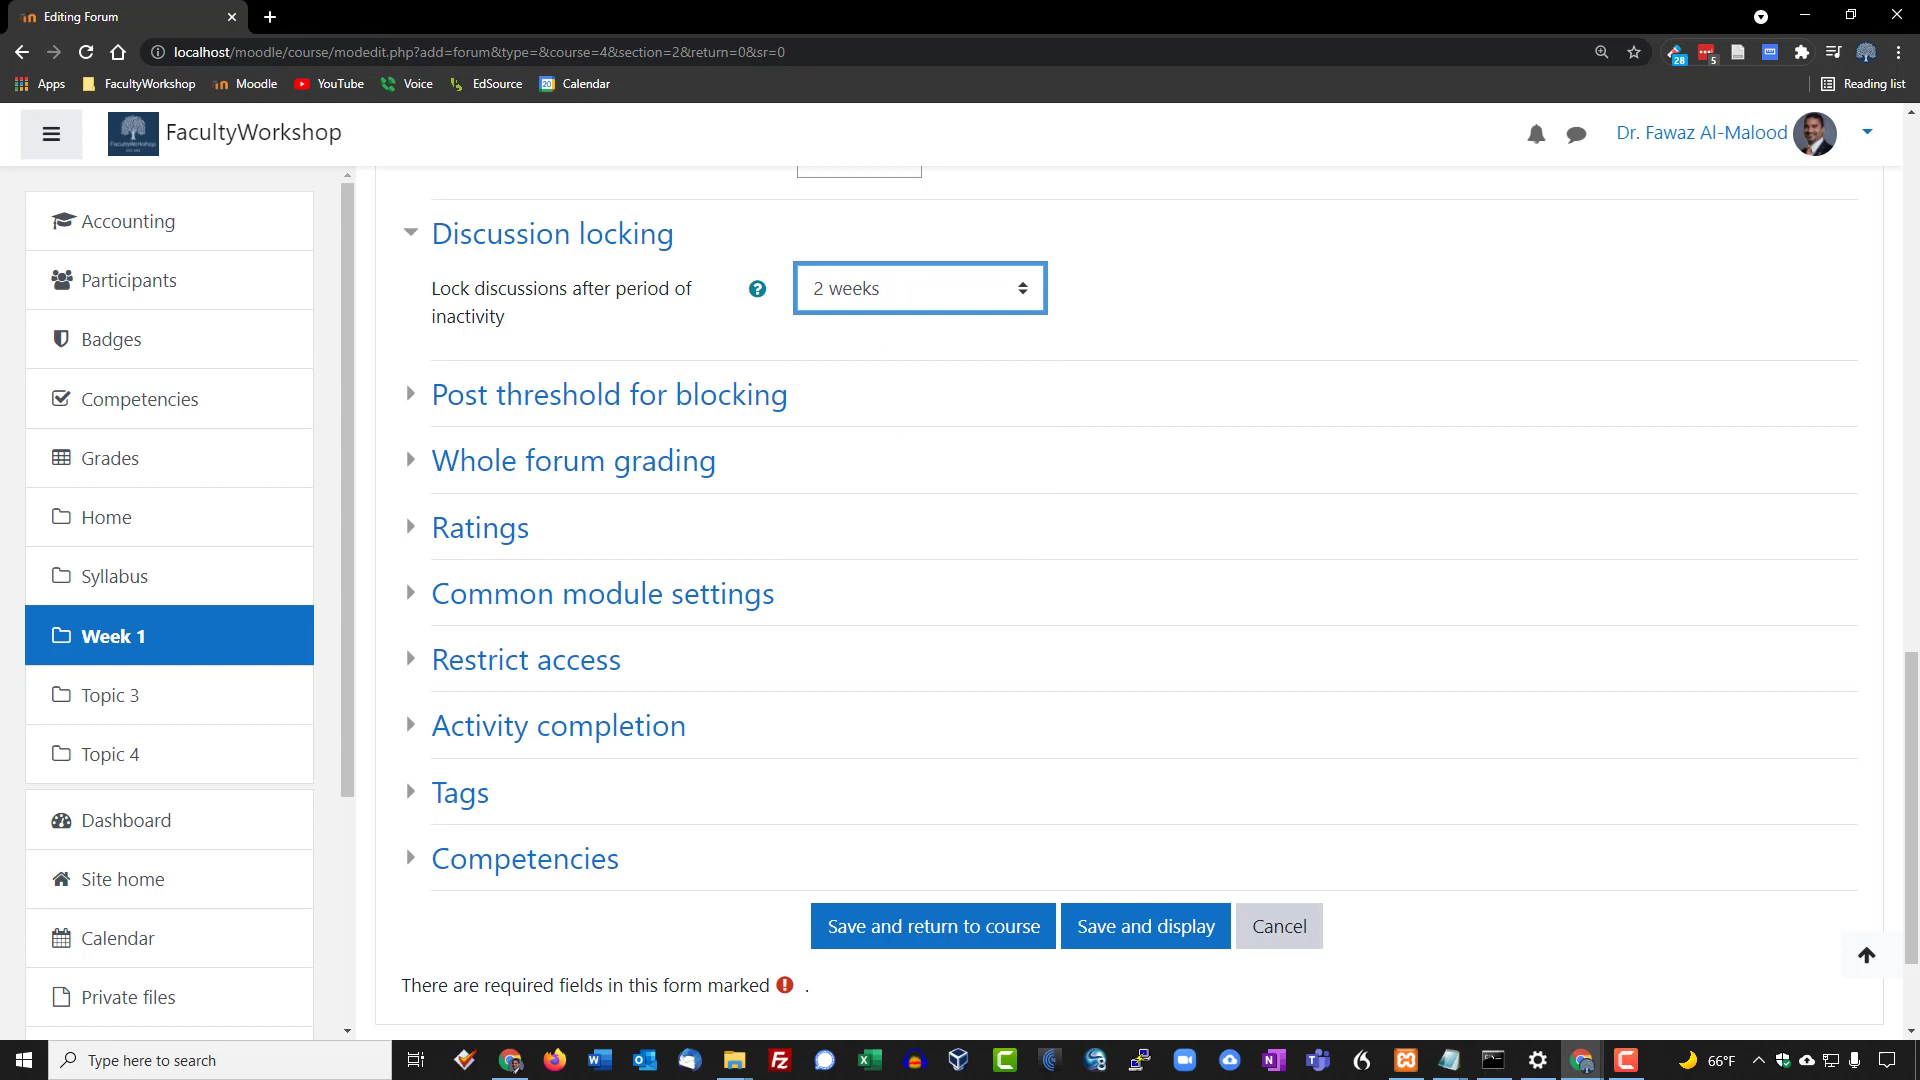 Editing Forum
localhost/moodle/course/modedit.php?add=forum&type=&course=4&section=2&return=0&sr=0
28
5
Apps
FacultyWorkshop
Moodle
YouTube
Voice
EdSource
20
Calendar
Reading list
FacultyWorkshop
Dr. Fawaz Al-Malood
Accounting
Participants
Badges
Competencies
Grades
Home
Syllabus
Week 1
Topic 3
Topic 4
Dashboard
Site home
Calendar
Private files
Discussion locking
Lock discussions after period of
inactivity
2 weeks
Post threshold for blocking
Whole forum grading
Ratings
Common module settings
Restrict access
Activity completion
Tags
Competencies
Save and return to course
Save and display
Cancel
There are required fields in this form marked .
Type here to search
66°F